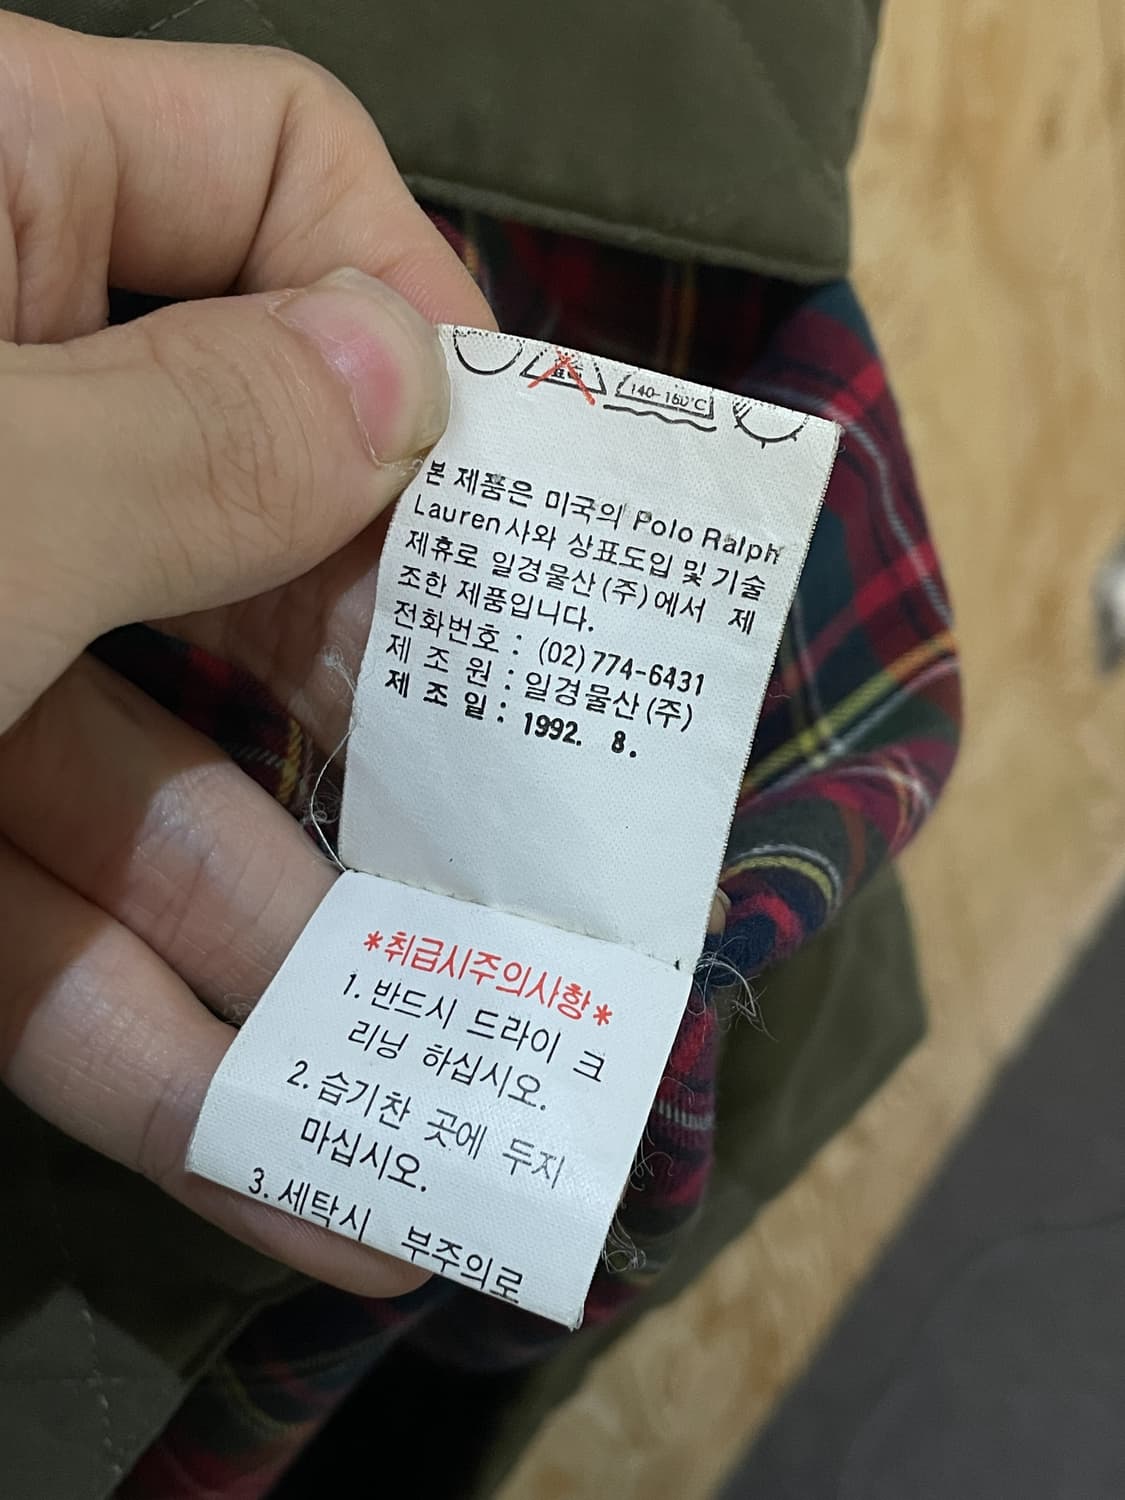 140-160℃
본 제품은 미국의 Polo Ralph
Lauren사와 상표도입 및 기술
제휴로 일경물산(주)에서 제
조한 제품입니다.
전화번호 : (02)774-6431
제 조 원 : 일경물산(주)
제 조 일 : 1992. 8.
*취급시주의사항*
1. 반드시 드라이 크
리닝 하십시오.
2. 습기찬 곳에 두지
마십시오.
3. 세탁시 부주의로